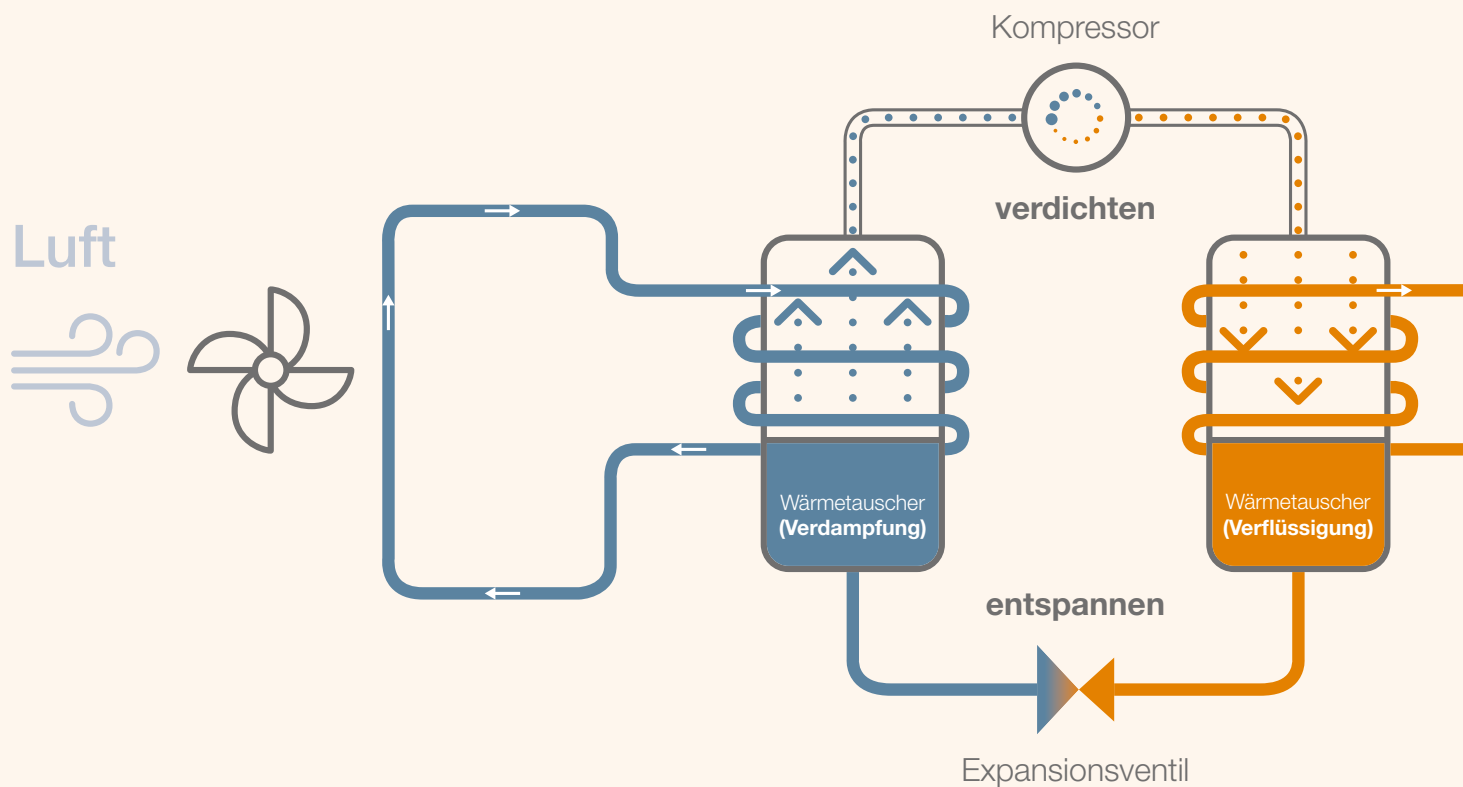 Kompressor
verdichten
Luft
Wärmetauscher
(Verdampfung)
Wärmetauscher
(Verflüssigung)
entspannen
Expansionsventil